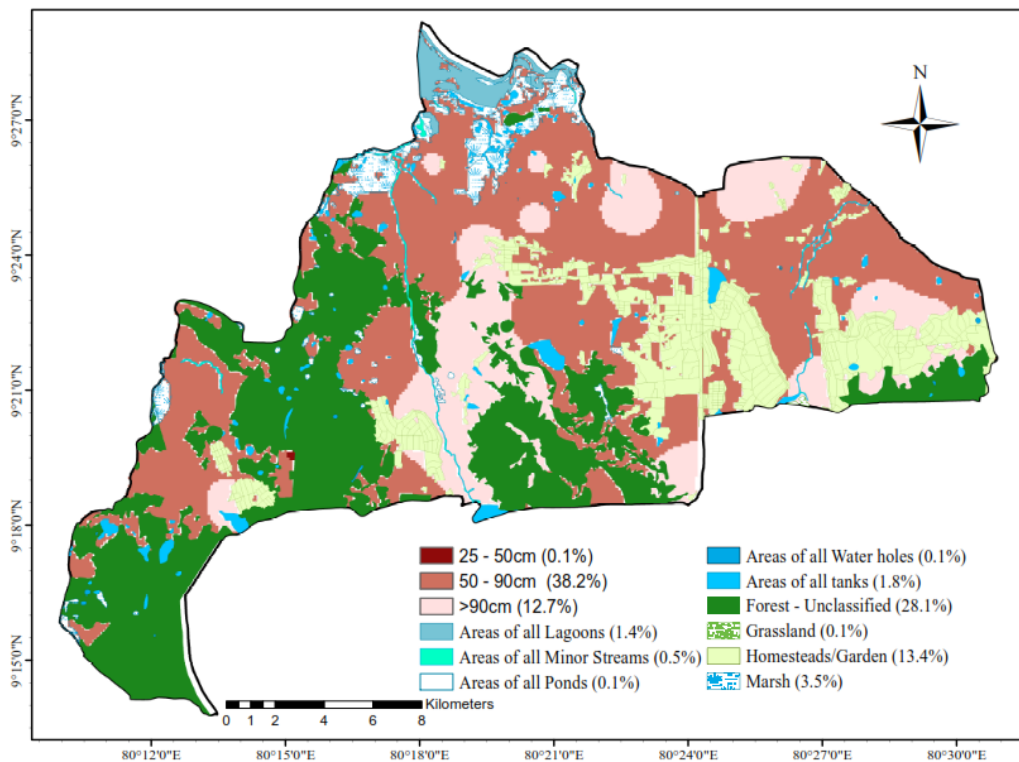 N
9°27'0"N
9°24'0"N
9°21'0"N
9°18'0"N
9°15'0"N
25 - 50cm (0.1%)
50 - 90cm (38.2%)
>90cm (12.7%)
Areas of all Lagoons (1.4%)
Areas of all Minor Streams (0.5%)
Areas of all Ponds (0.1%)
Areas of all Water holes (0.1%)
Areas of all tanks (1.8%)
Forest - Unclassified (28.1%)
Grassland (0.1%)
Homesteads/Garden (13.4%)
Marsh (3.5%)
Kilometers
0 1 2 4 6 8
80°12'0"E 80°15'0"E 80°18'0"E 80°21'0"E 80°24'0"E 80°27'0"E 80°30'0"E